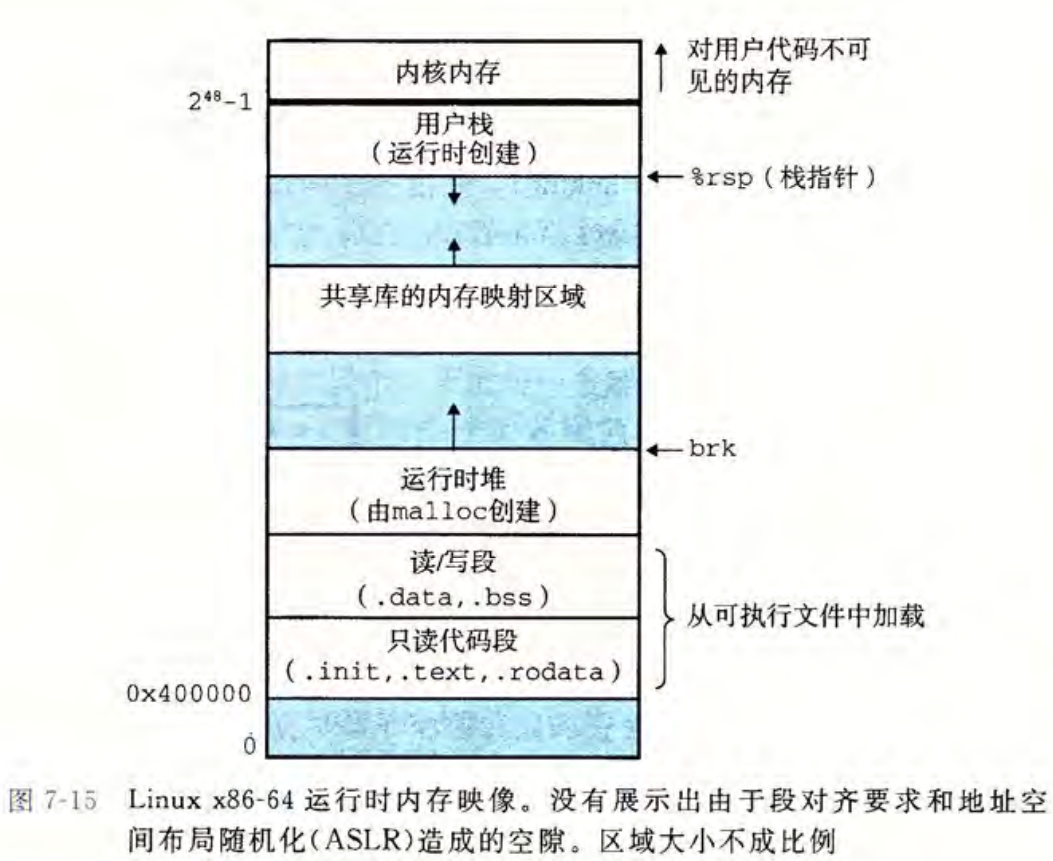 内核内存
对用户代码不可
见的内存
2⁴⁸-1
用户栈
(运行时创建)
%rsp(栈指针)
共享库的内存映射区域
brk
运行时堆
(由malloc创建)
读/写段
(.data,.bss)
从可执行文件中加载
只读代码段
(.init,.text,.rodata)
0x400000
0
图 7-15 Linux x86-64 运行时内存映像。没有展示出由于段对齐要求和地址空
间布局随机化(ASLR)造成的空隙。区域大小不成比例